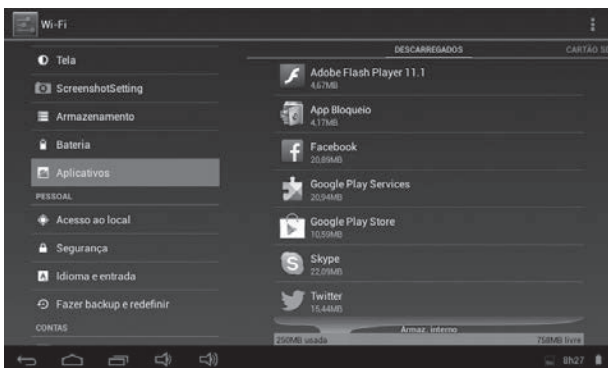 Wi-Fi
Tela
ScreenshotSetting
Armazenamento
Bateria
Aplicativos
PESSOAL
Acesso ao local
Segurança
Idioma e entrada
Fazer backup e redefinir
CONTAS
DESCARREGADOS
CARTÃO S
Adobe Flash Player 11.1
4,67MB
App Bloqueio
4,17MB
Facebook
20,89MB
Google Play Services
20,94MB
Google Play Store
10,59MB
Skype
22,09MB
Twitter
15,44MB
Armaz. interno
250MB usada
758MB livre
8h27